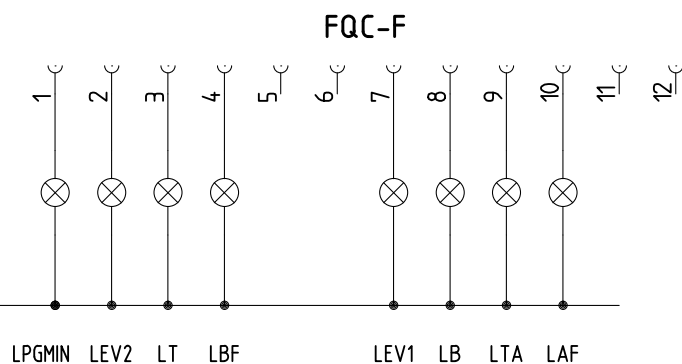 FQC-F
1 2 3 4 5 6 7 8 9 10 11 12
LPGMIN LEV2 LT LBF LEV1 LB LTA LAF